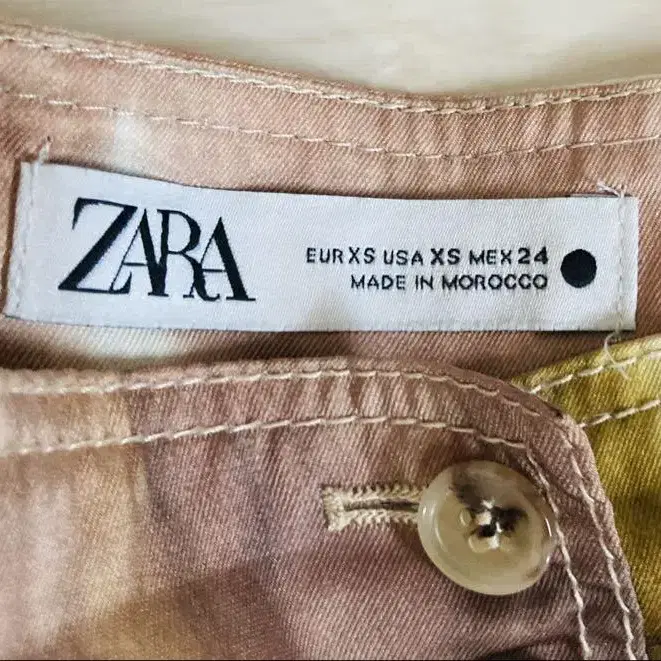 ZARA
EUR XS USA XS MEX 24
MADE IN MOROCCO